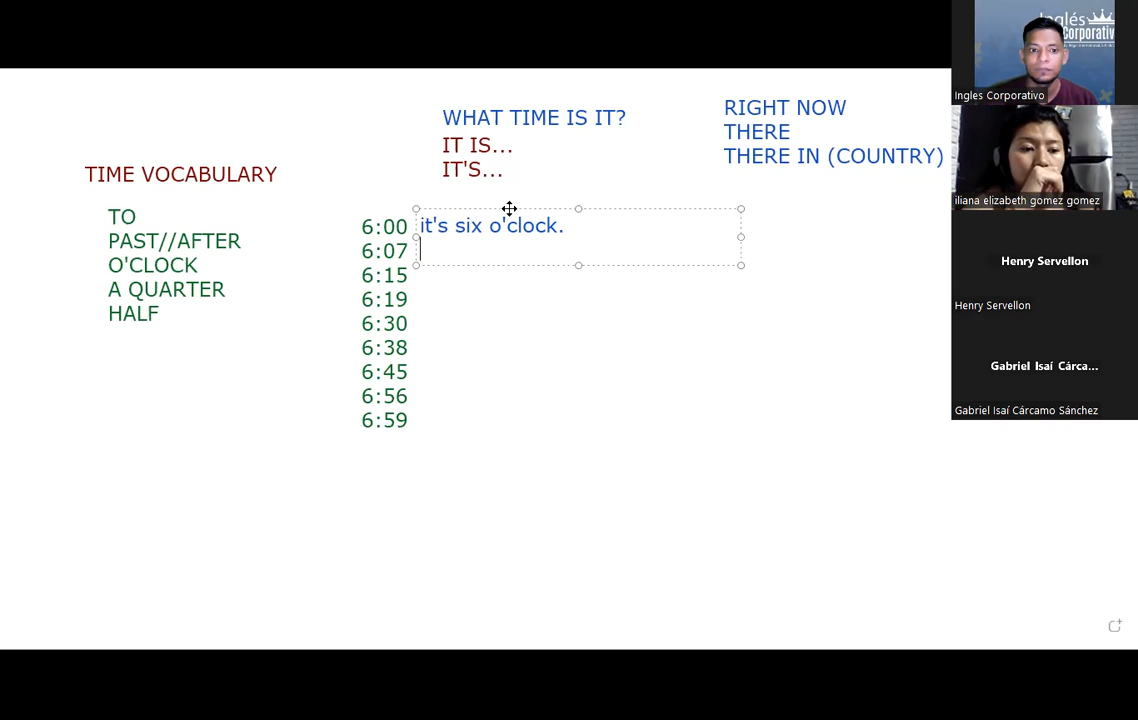 WHAT TIME IS IT?
IT IS...
IT'S...
RIGHT NOW
THERE
THERE IN (COUNTRY)
TIME VOCABULARY
TO
PAST//AFTER
O'CLOCK
A QUARTER
HALF
6:00 it's six o'clock.
6:07
6:15
6:19
6:30
6:38
6:45
6:56
6:59
Inglés
Corporativ
Ingles Corporativo
iliana elizabeth gomez gomez
Henry Servellon
Henry Servellon
Gabriel Isaí Cárca...
Gabriel Isaí Cárcamo Sánchez